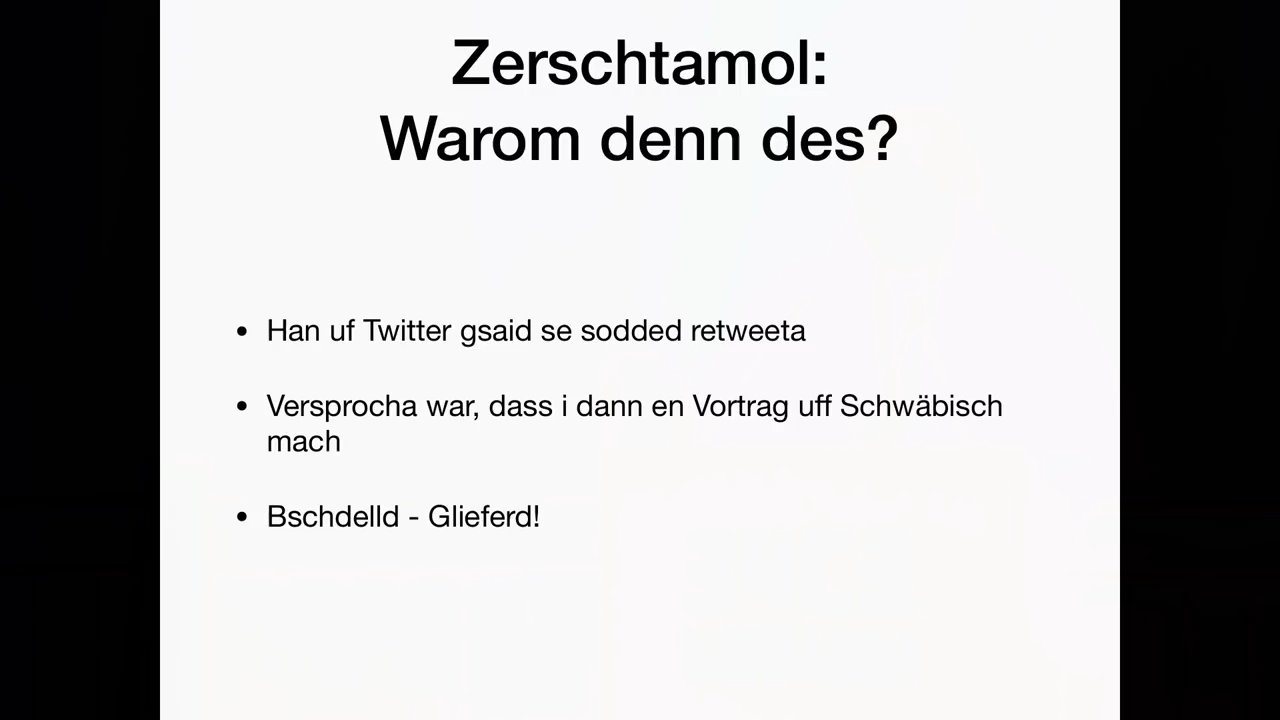 Zerschtamol:
Warom denn des?
• Han uf Twitter gsaid se sodded retweeta
• Versprocha war, dass i dann en Vortrag uff Schwäbisch
mach
• Bschdelld - Glieferd!